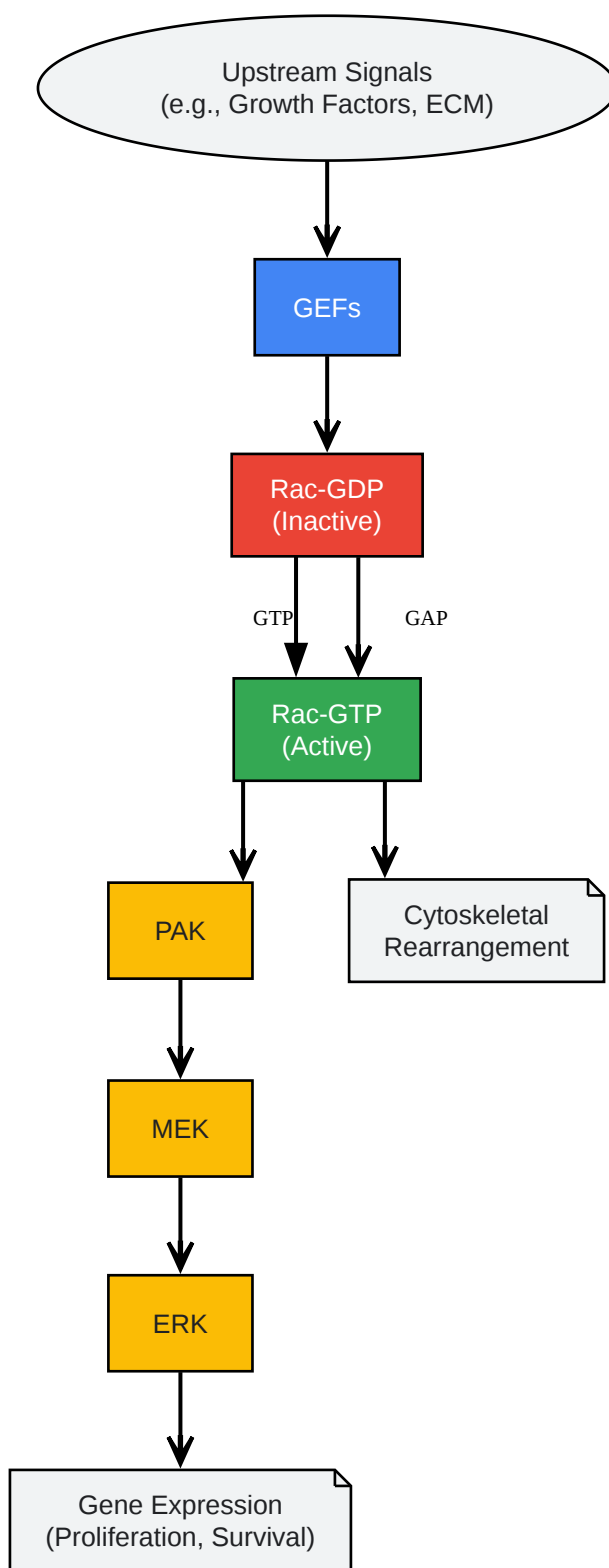 Upstream Signals
(e.g., Growth Factors, ECM)
GEFs
Rac-GDP
(Inactive)
GTP
GAP
Rac-GTP
(Active)
PAK
Cytoskeletal
Rearrangement
MEK
ERK
Gene Expression
(Proliferation, Survival)